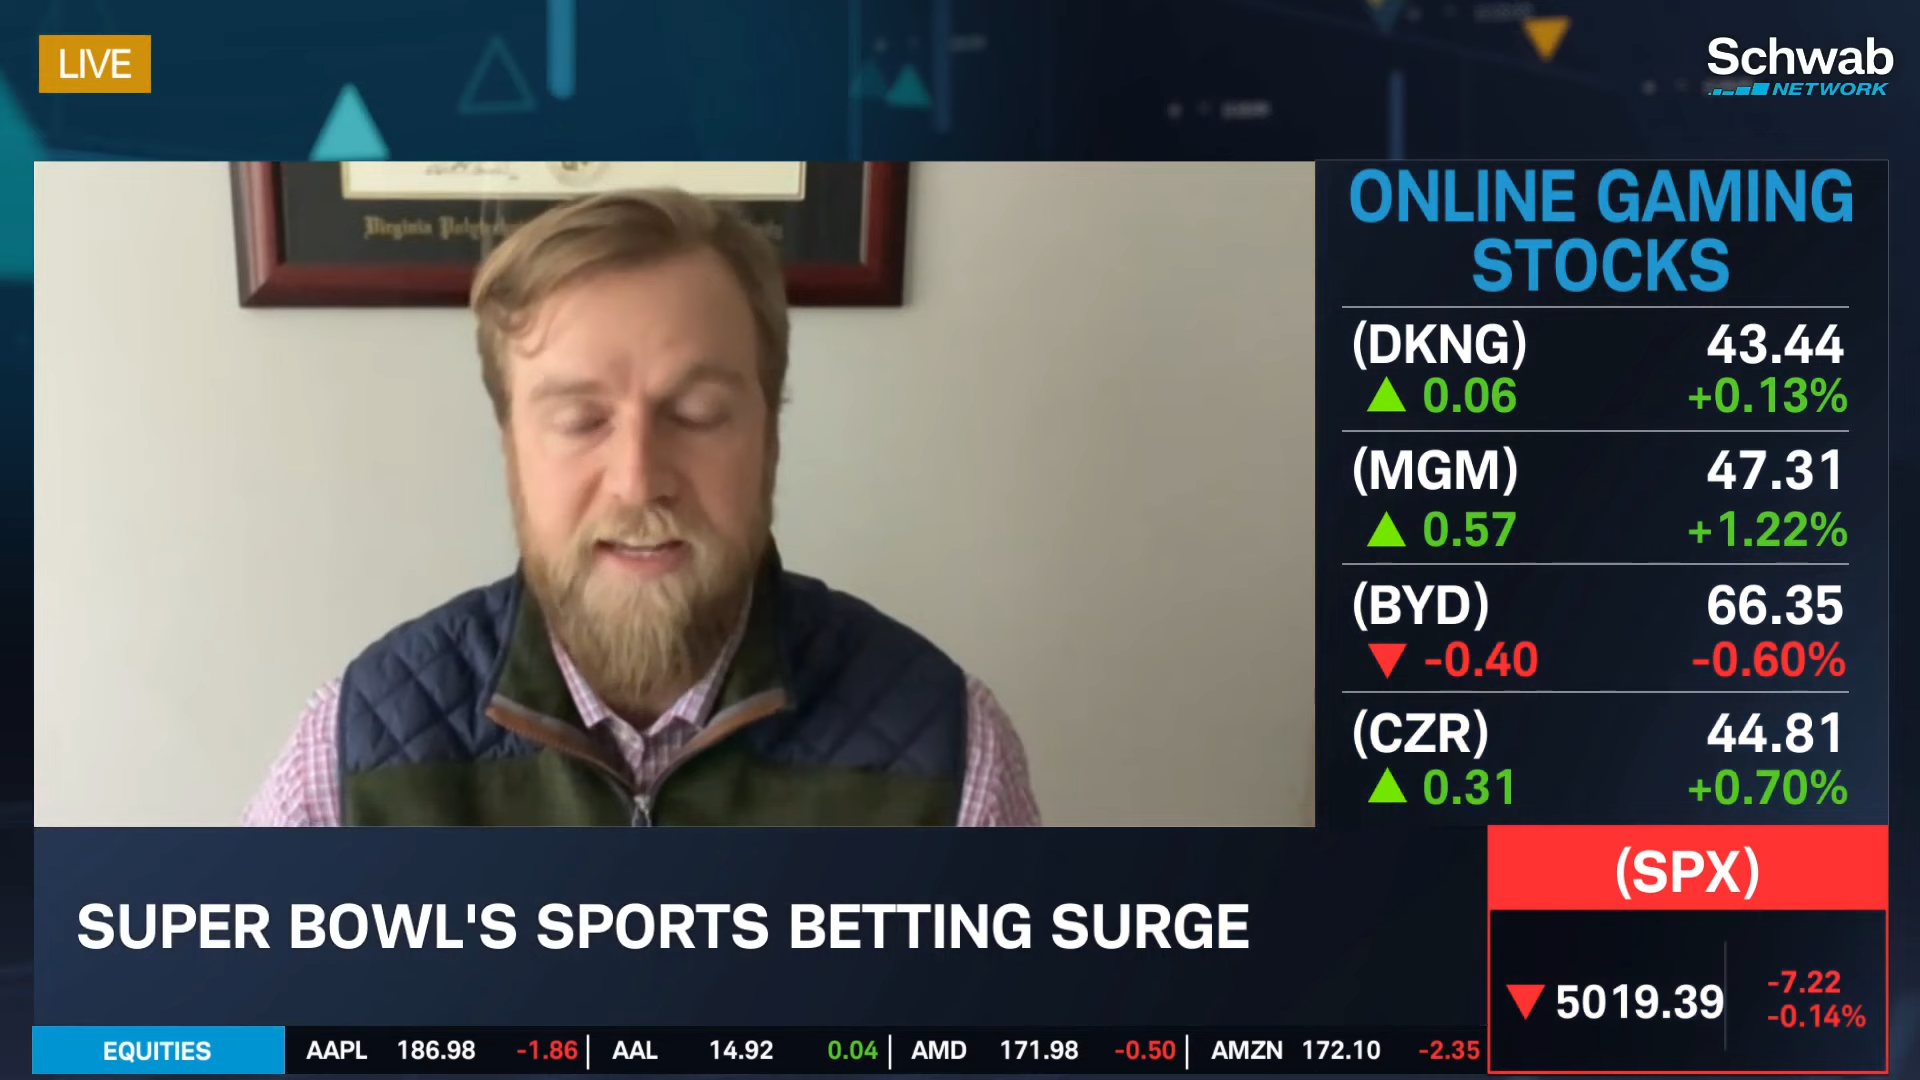 LIVE
Schwab
NETWORK
Virginia
ONLINE GAMING
STOCKS
(DKNG) 43.44
▲ 0.06 +0.13%
(MGM) 47.31
▲ 0.57 +1.22%
(BYD) 66.35
▼ -0.40 -0.60%
(CZR) 44.81
▲ 0.31 +0.70%
SUPER BOWL'S SPORTS BETTING SURGE
(SPX)
▼ 5019.39
-7.22
-0.14%
EQUITIES AAPL 186.98 -1.86 | AAL 14.92 0.04 | AMD 171.98 -0.50 | AMZN 172.10 -2.35